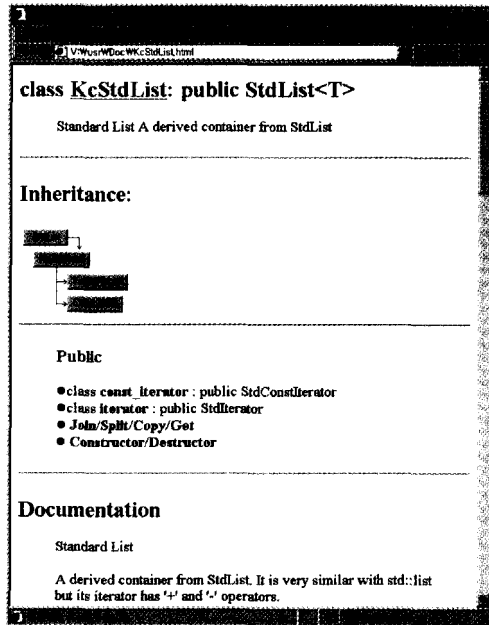 V:￦usr￦Doc￦KcStdList.html
class KcStdList: public StdList<T>
Standard List A derived container from StdList
Inheritance:
Public
●class const_iterator : public StdConstIterator
●class iterator : public StdIterator
● Join/Split/Copy/Get
● Constructor/Destructor
Documentation
Standard List
A derived container from StdList. It is very similar with std::list
but its iterator has '+' and '-' operators.